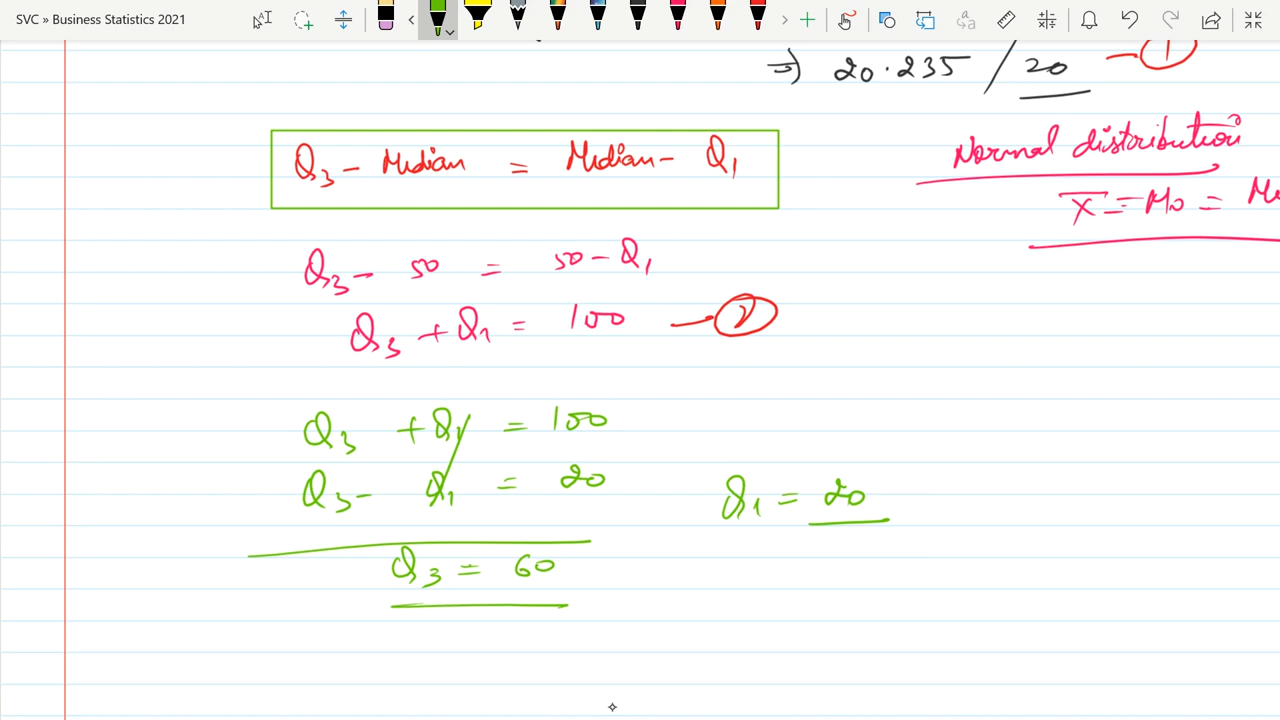 SVC » Business Statistics 2021
⇒) 20.235 / 20 — 1
Q3 - Median = Median - Q1
Normal distribution
X̄ = Mo = M
Q3 - 50 = 50 - Q1
Q3 + Q1 = 100 — 2
Q3 + Q1 = 100
Q3 - Q1 = 20
Q1 = 20
Q3 = 60